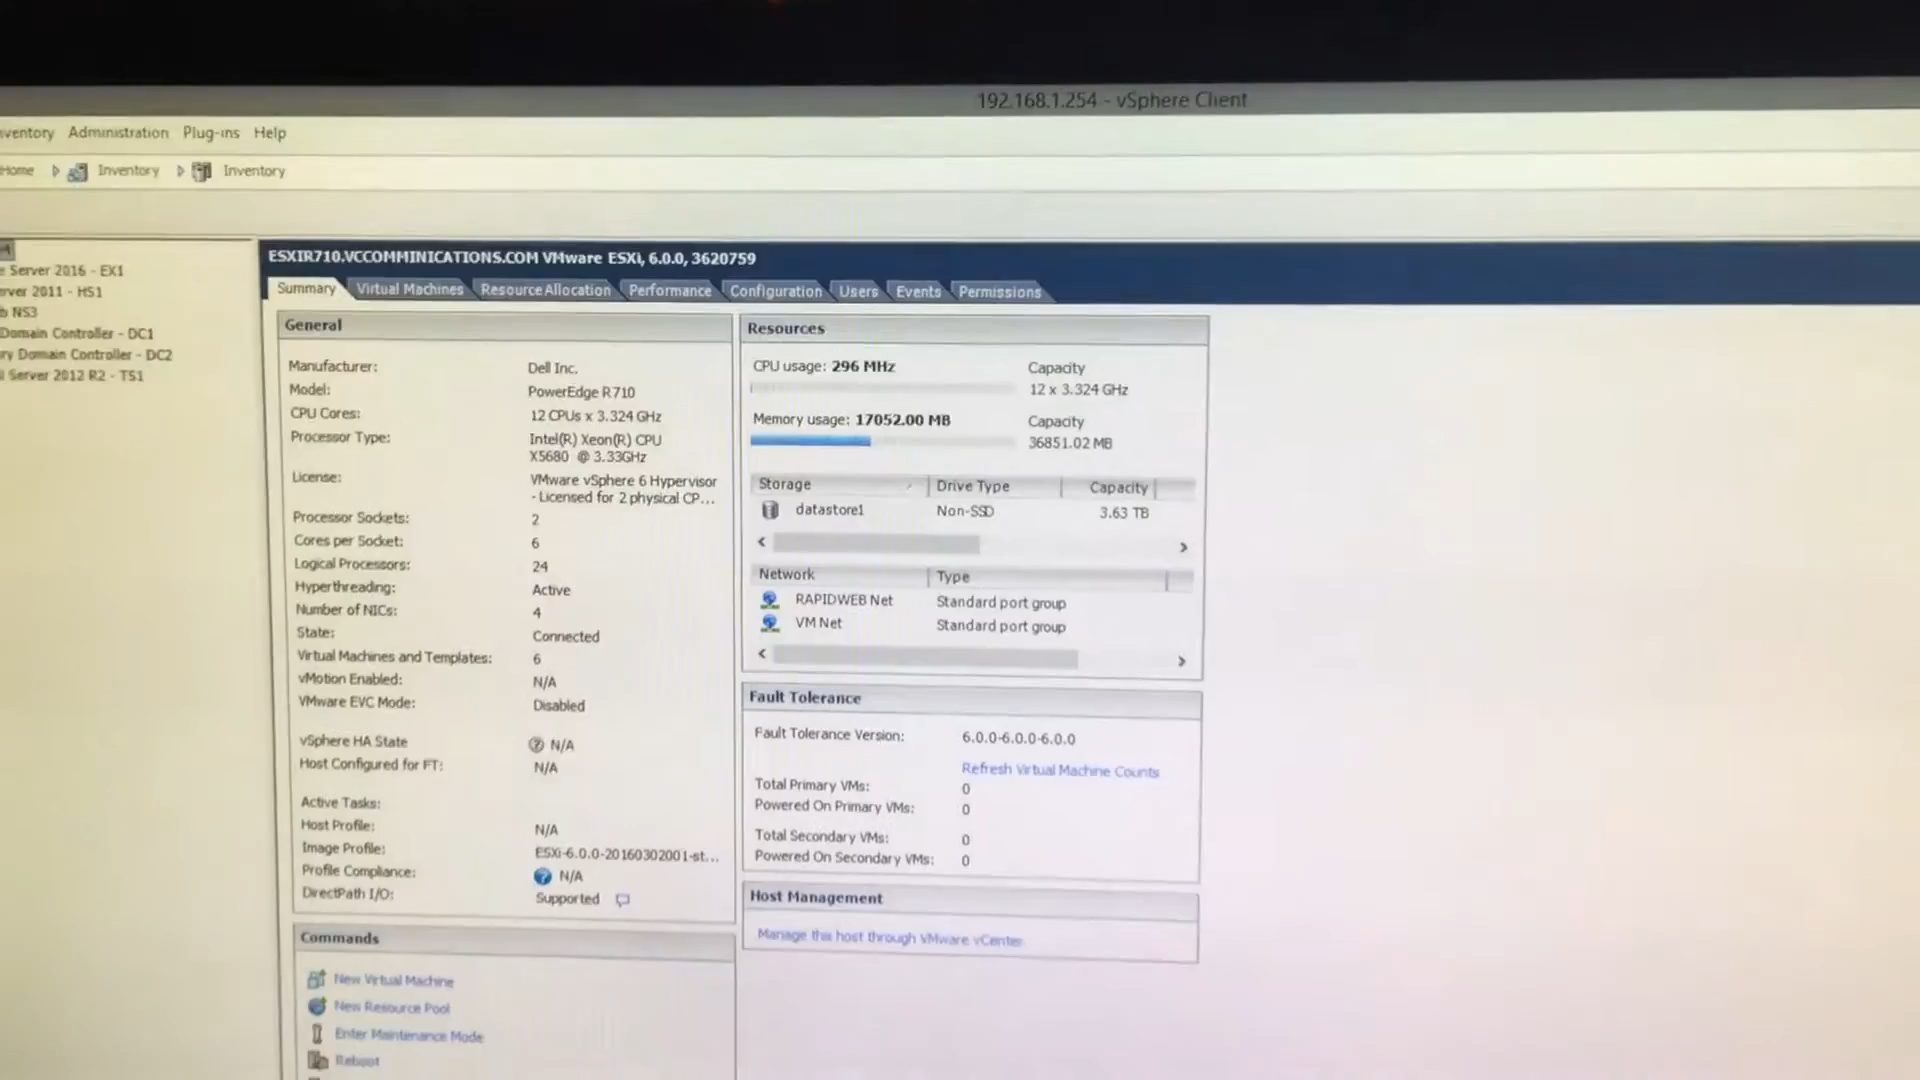 192.168.1.254 - vSphere Client
Administration Plug-ins Help
Home Inventory Inventory
Server 2016 - EX1
2011 - HS1
NS3
Domain Controller - DC1
Domain Controller - DC2
Server 2012 R2 - TS1
ESXIR710.VCCOMMINICATIONS.COM VMware ESXi, 6.0.0, 3620759
Summary Virtual Machines Resource Allocation Performance Configuration Users Events Permissions
General
Manufacturer: Dell Inc.
Model: PowerEdge R710
CPU Cores: 12 CPUs x 3.324 GHz
Processor Type: Intel(R) Xeon(R) CPU
X5680 @ 3.33GHz
License: VMware vSphere 6 Hypervisor
- Licensed for 2 physical CP...
Processor Sockets: 2
Cores per Socket: 6
Logical Processors: 24
Hyperthreading: Active
Number of NICs: 4
State: Connected
Virtual Machines and Templates: 6
vMotion Enabled: N/A
VMware EVC Mode: Disabled
vSphere HA State N/A
Host Configured for FT: N/A
Active Tasks:
Host Profile: N/A
Image Profile: ESXi-6.0.0-20160302001-st...
Profile Compliance: N/A
DirectPath I/O: Supported
Commands
New Virtual Machine
New Resource Pool
Enter Maintenance Mode
Reboot
Resources
CPU usage: 296 MHz Capacity
12 x 3.324 GHz
Memory usage: 17052.00 MB Capacity
36851.02 MB
Storage Drive Type Capacity
datastore1 Non-SSD 3.63 TB
Network Type
RAPIDWEB Net Standard port group
VM Net Standard port group
Fault Tolerance
Fault Tolerance Version: 6.0.0-6.0.0-6.0.0
Refresh Virtual Machine Counts
Total Primary VMs: 0
Powered On Primary VMs: 0
Total Secondary VMs: 0
Powered On Secondary VMs: 0
Host Management
Manage this host through VMware vCenter